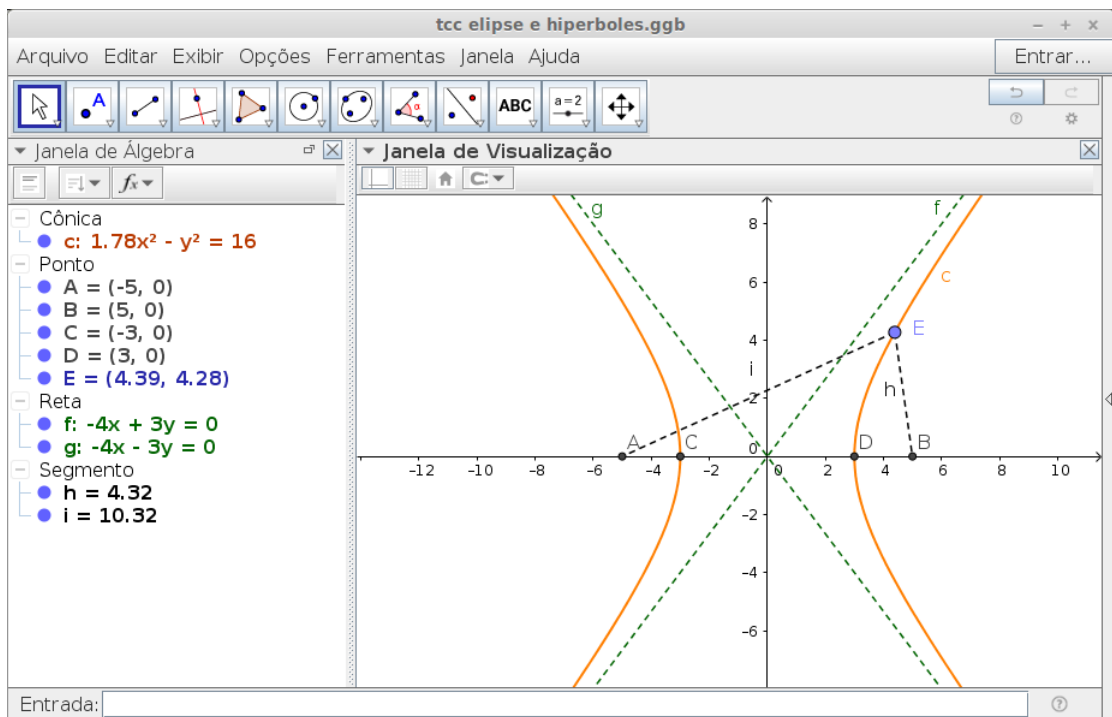 tcc elipse e hiperboles.ggb
Arquivo Editar Exibir Opções Ferramentas Janela Ajuda
Entrar...
A
α
ABC
a=2
Janela de Álgebra
Janela de Visualização
fx
Cônica
c: 1.78x² - y² = 16
Ponto
A = (-5, 0)
B = (5, 0)
C = (-3, 0)
D = (3, 0)
E = (4.39, 4.28)
Reta
f: -4x + 3y = 0
g: -4x - 3y = 0
Segmento
h = 4.32
i = 10.32
g
f
8
c
6
E
4
i
h
2
A
C
0
D
B
-12 -10 -8 -6 -4 -2 0 2 4 6 8 10
-2
-4
-6
Entrada: